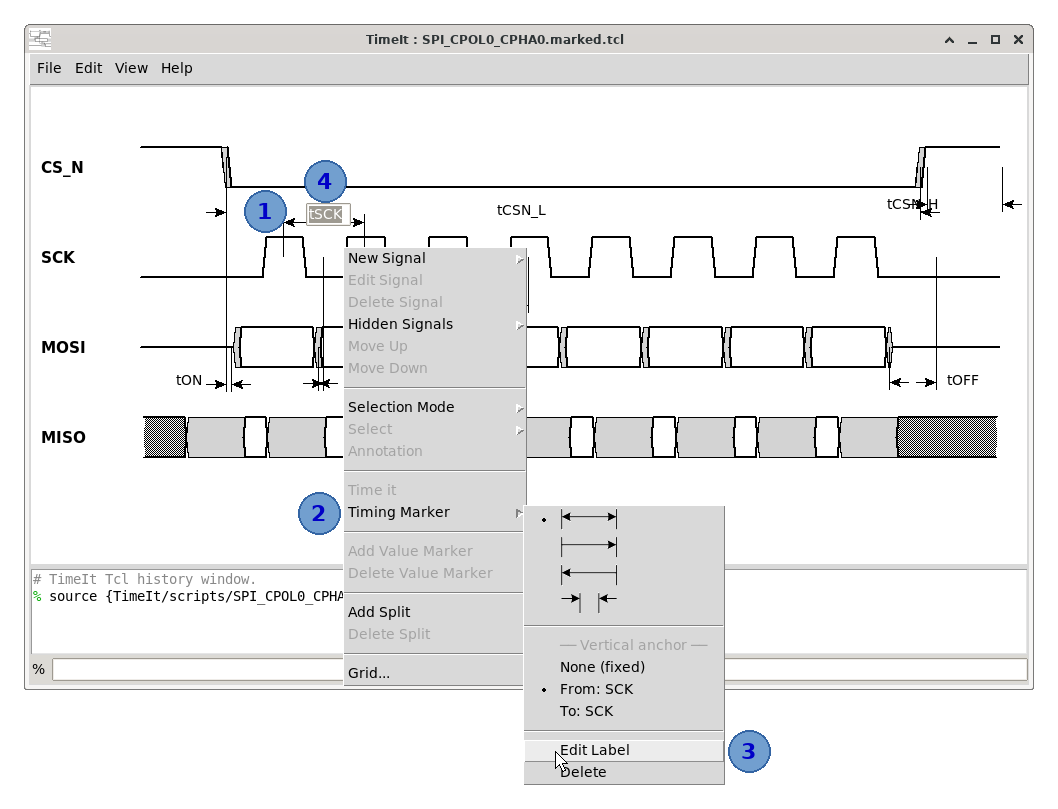 TimeIt : SPI_CPOL0_CPHA0.marked.tcl
File Edit View Help
CS_N
4
1
tSCK
tCSN_L
tCSN_H
SCK
New Signal
Edit Signal
Delete Signal
Hidden Signals
Move Up
Move Down
MOSI
tON
tOFF
Selection Mode
Select
Annotation
MISO
Time it
2
Timing Marker
Add Value Marker
Delete Value Marker
Add Split
Delete Split
Grid...
# TimeIt Tcl history window.
% source {TimeIt/scripts/SPI_CPOL0_CPHA
%
Vertical anchor
None (fixed)
From: SCK
To: SCK
Edit Label
3
Delete